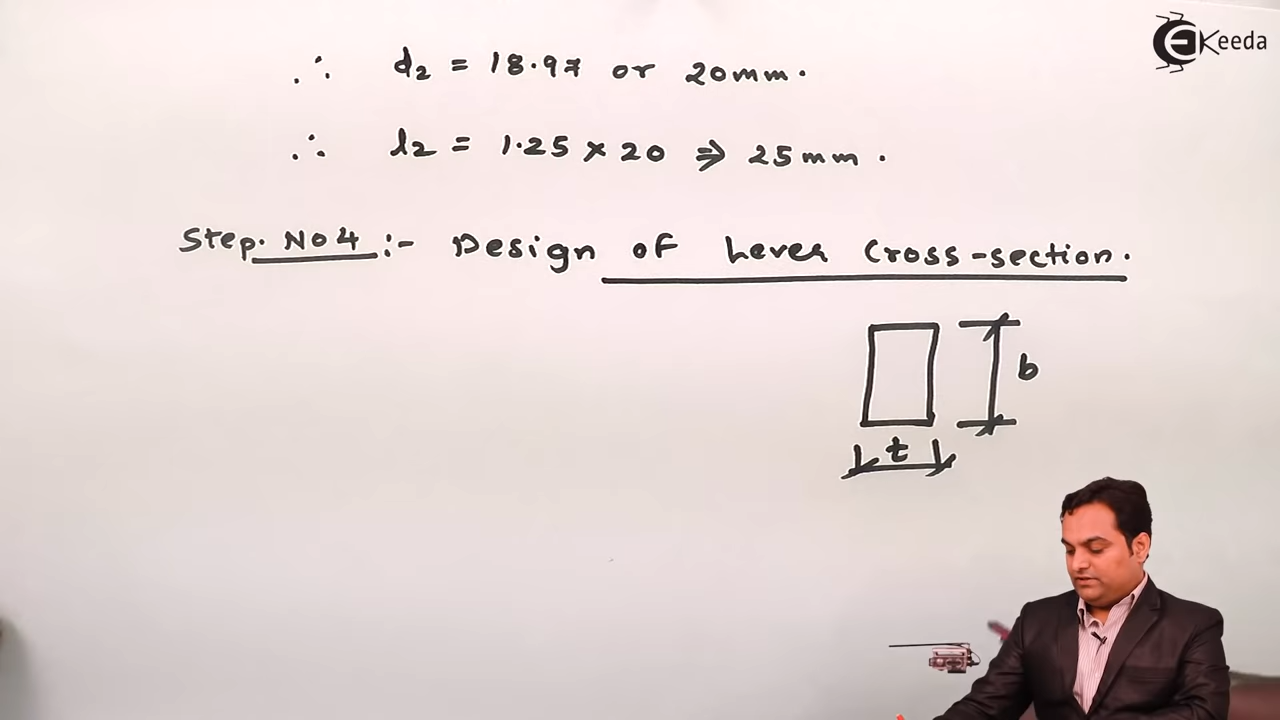 EKeeda
∴ d2 = 18.97 or 20mm.
∴ l2 = 1.25 × 20 ⇒ 25mm.
Step. No 4 :- Design of Lever Cross-section.
b
t